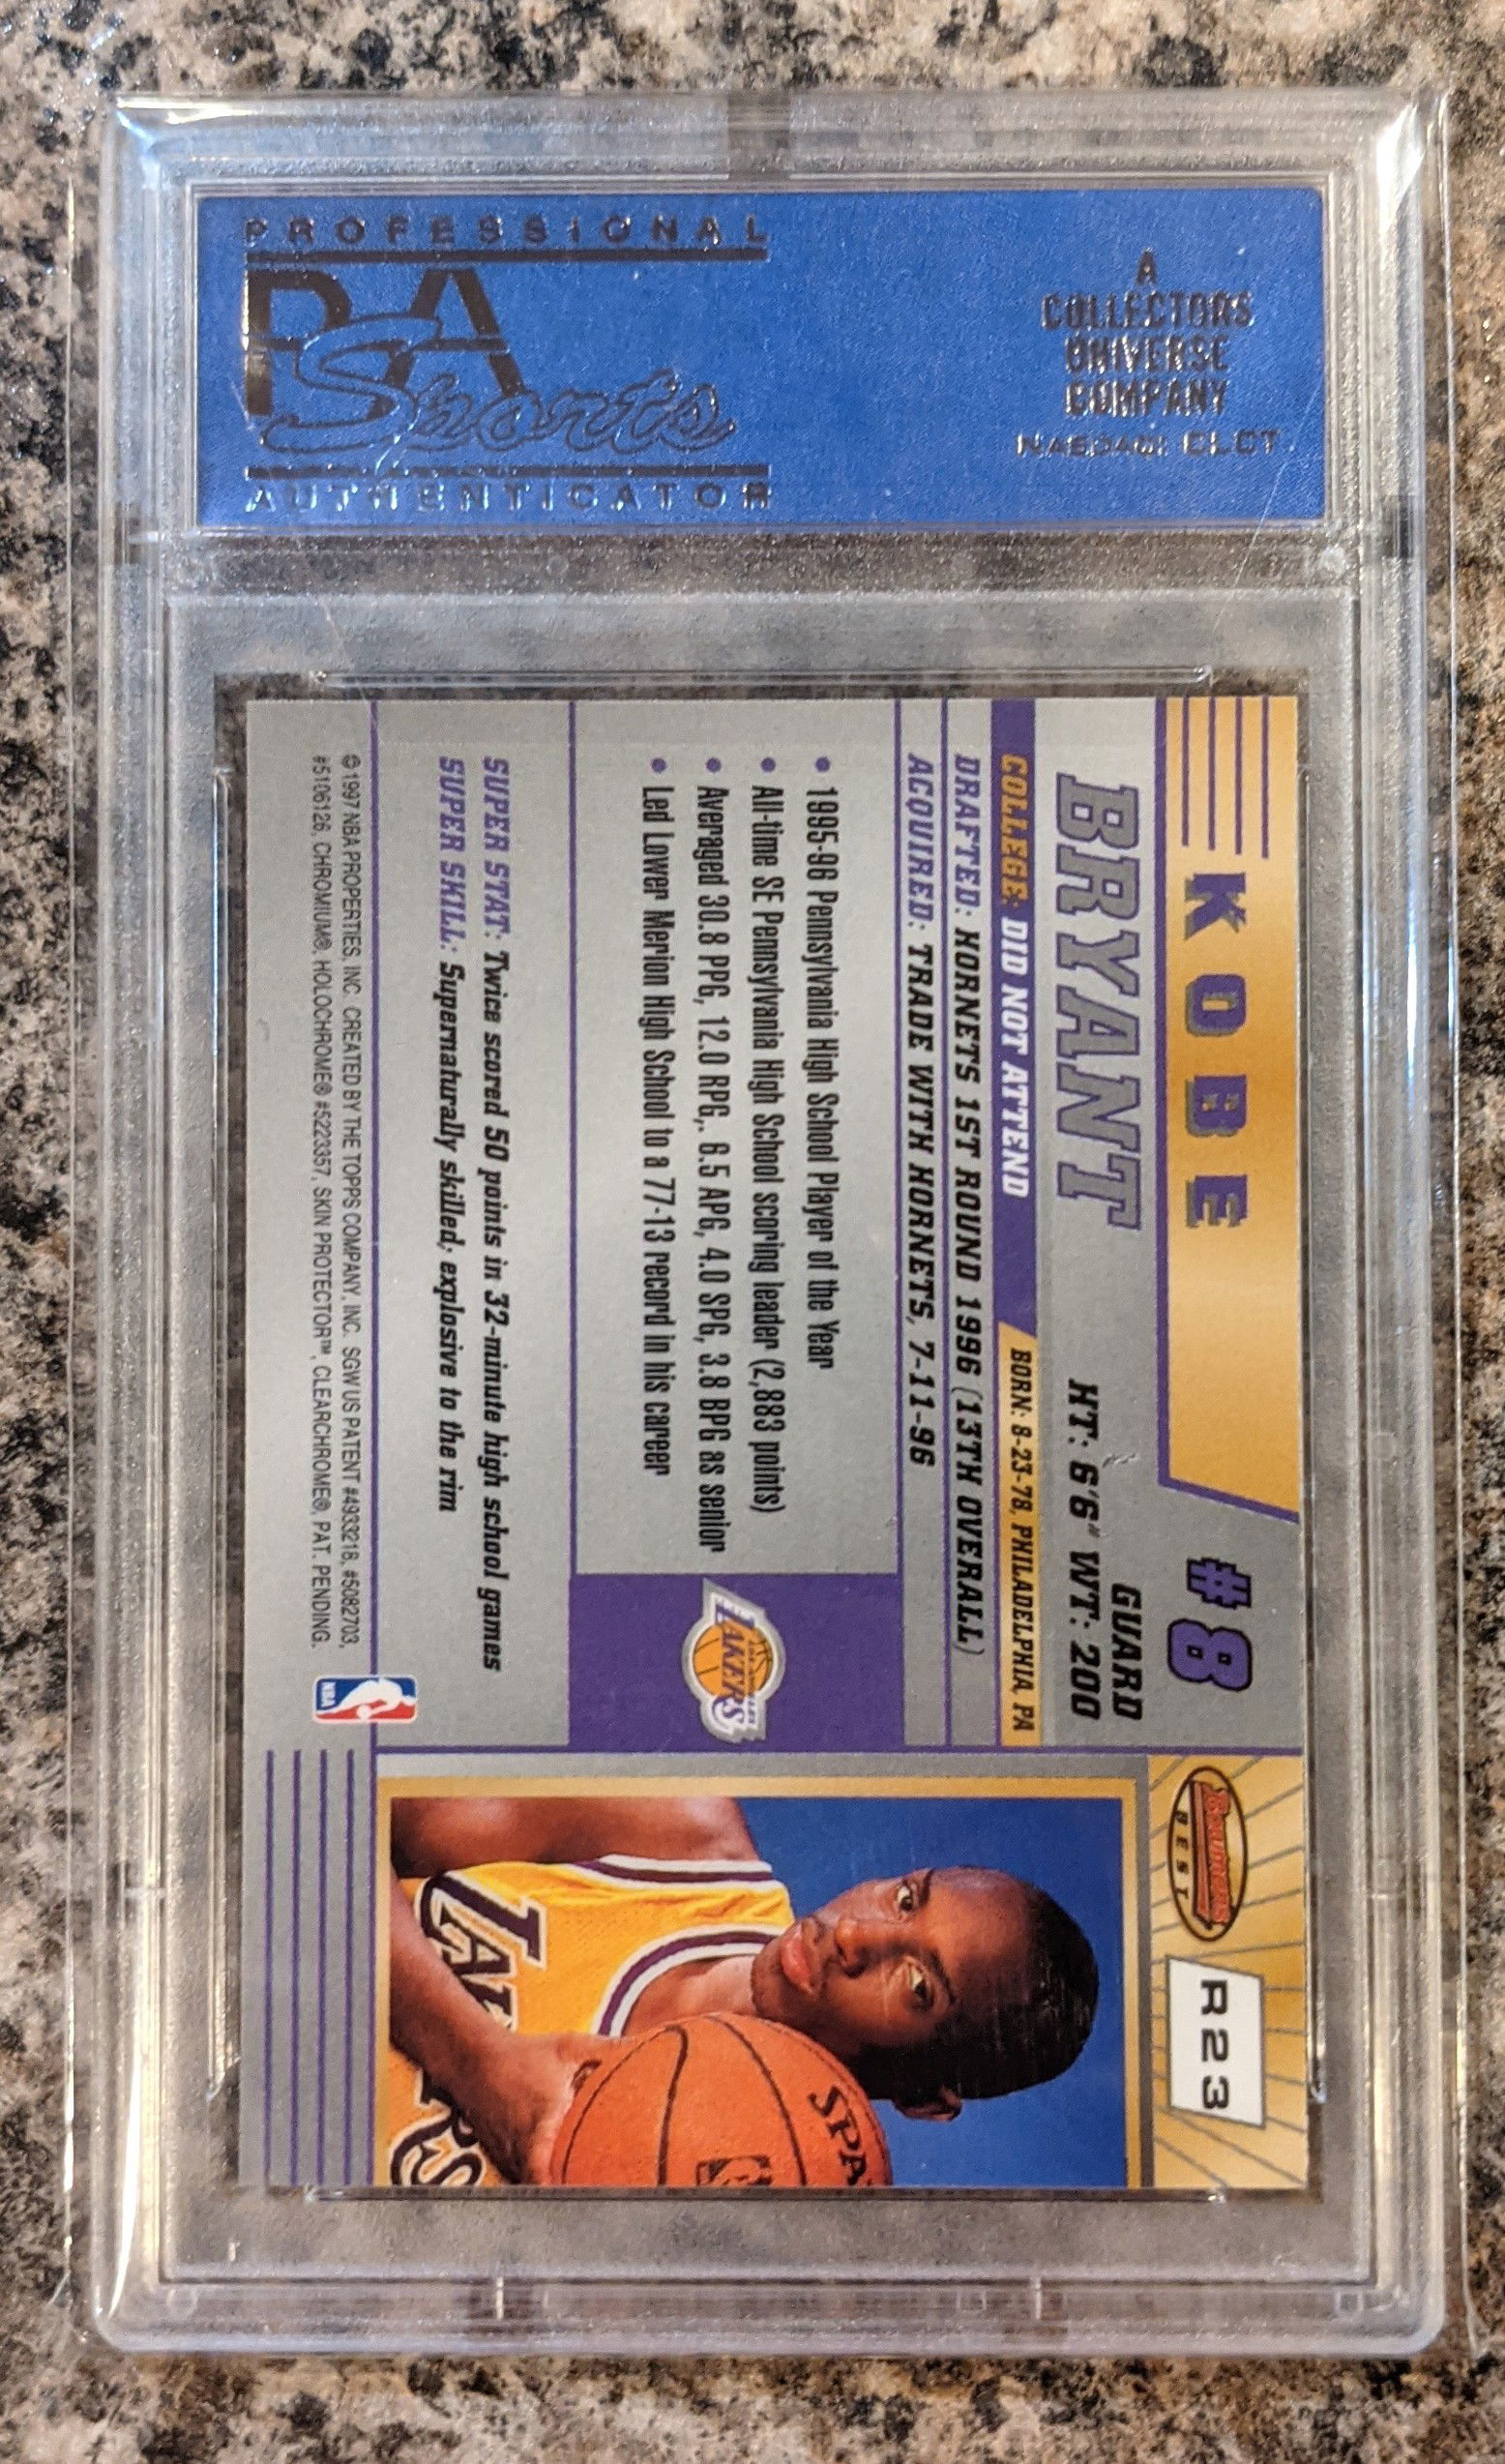 PROFESSIONAL
PSA
Sports
AUTHENTICATOR
A
COLLECTORS
UNIVERSE
COMPANY
NASDAQ: CLCT
KOBE
#8
BRYANT
GUARD
HT: 6'6" WT: 200
COLLEGE: DID NOT ATTEND
BORN: 8-23-78, PHILADELPHIA, PA
DRAFTED: HORNETS 1ST ROUND 1996 (13TH OVERALL)
ACQUIRED: TRADE WITH HORNETS, 7-11-96
• 1995-96 Pennsylvania High School Player of the Year
• All-time SE Pennsylvania High School scoring leader (2,883 points)
• Averaged 30.8 PPG, 12.0 RPG,. 6.5 APG, 4.0 SPG, 3.8 BPG as senior
• Led Lower Merion High School to a 77-13 record in his career
LOS ANGELES
LAKERS
SUPER STAT: Twice scored 50 points in 32-minute high school games
SUPER SKILL: Supernaturally skilled; explosive to the rim
© 1997 NBA PROPERTIES, INC. CREATED BY THE TOPPS COMPANY, INC. SGW US PATENT #4933218, #5082703,
#5106126, CHROMIUM®, HOLOCHROME® #5223357, SKIN PROTECTOR™, CLEARCHROME®, PAT. PENDING.
NBA
Bowman's
BEST
R23
LAKERS
SPA